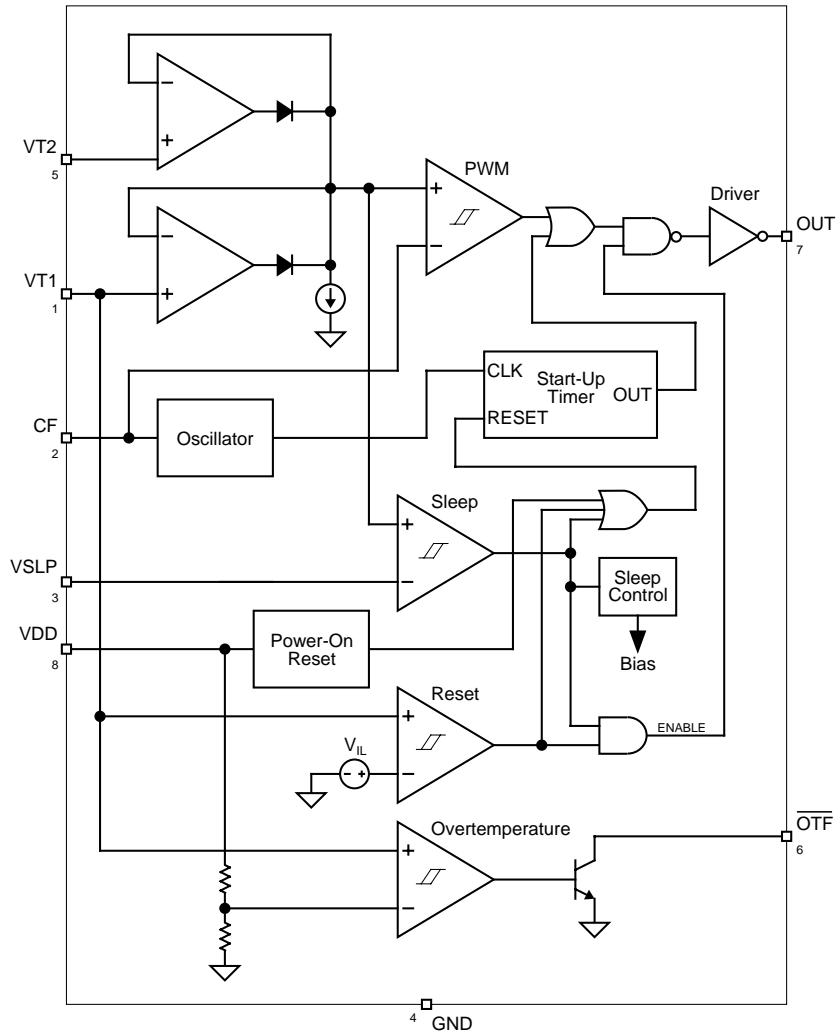 VT2
5
−
+
PWM
+
−
Driver
OUT
7
VT1
1
−
+
CLK
Start-Up
Timer
OUT
RESET
CF
2
Oscillator
Sleep
+
−
VSLP
3
Sleep
Control
Bias
VDD
8
Power-On
Reset
Reset
+
−
VIL
- +
ENABLE
Overtemperature
+
−
OTF
6
4
GND